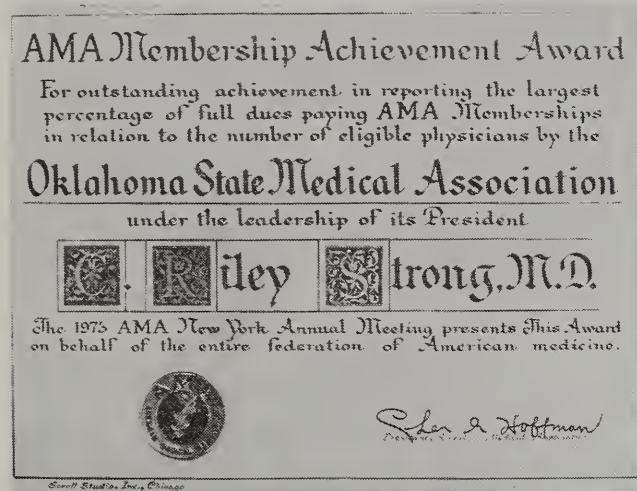 AMA Membership Achievement Award
For outstanding achievement in reporting the largest
percentage of full dues paying AMA Memberships
in relation to the number of eligible physicians by the
Oklahoma State Medical Association
under the leadership of its President
C. Riley Strong, M.D.
The 1973 AMA New York Annual Meeting presents This Award
on behalf of the entire federation of American medicine.
Hoffman
Scroll Studio, Inc., Chicago